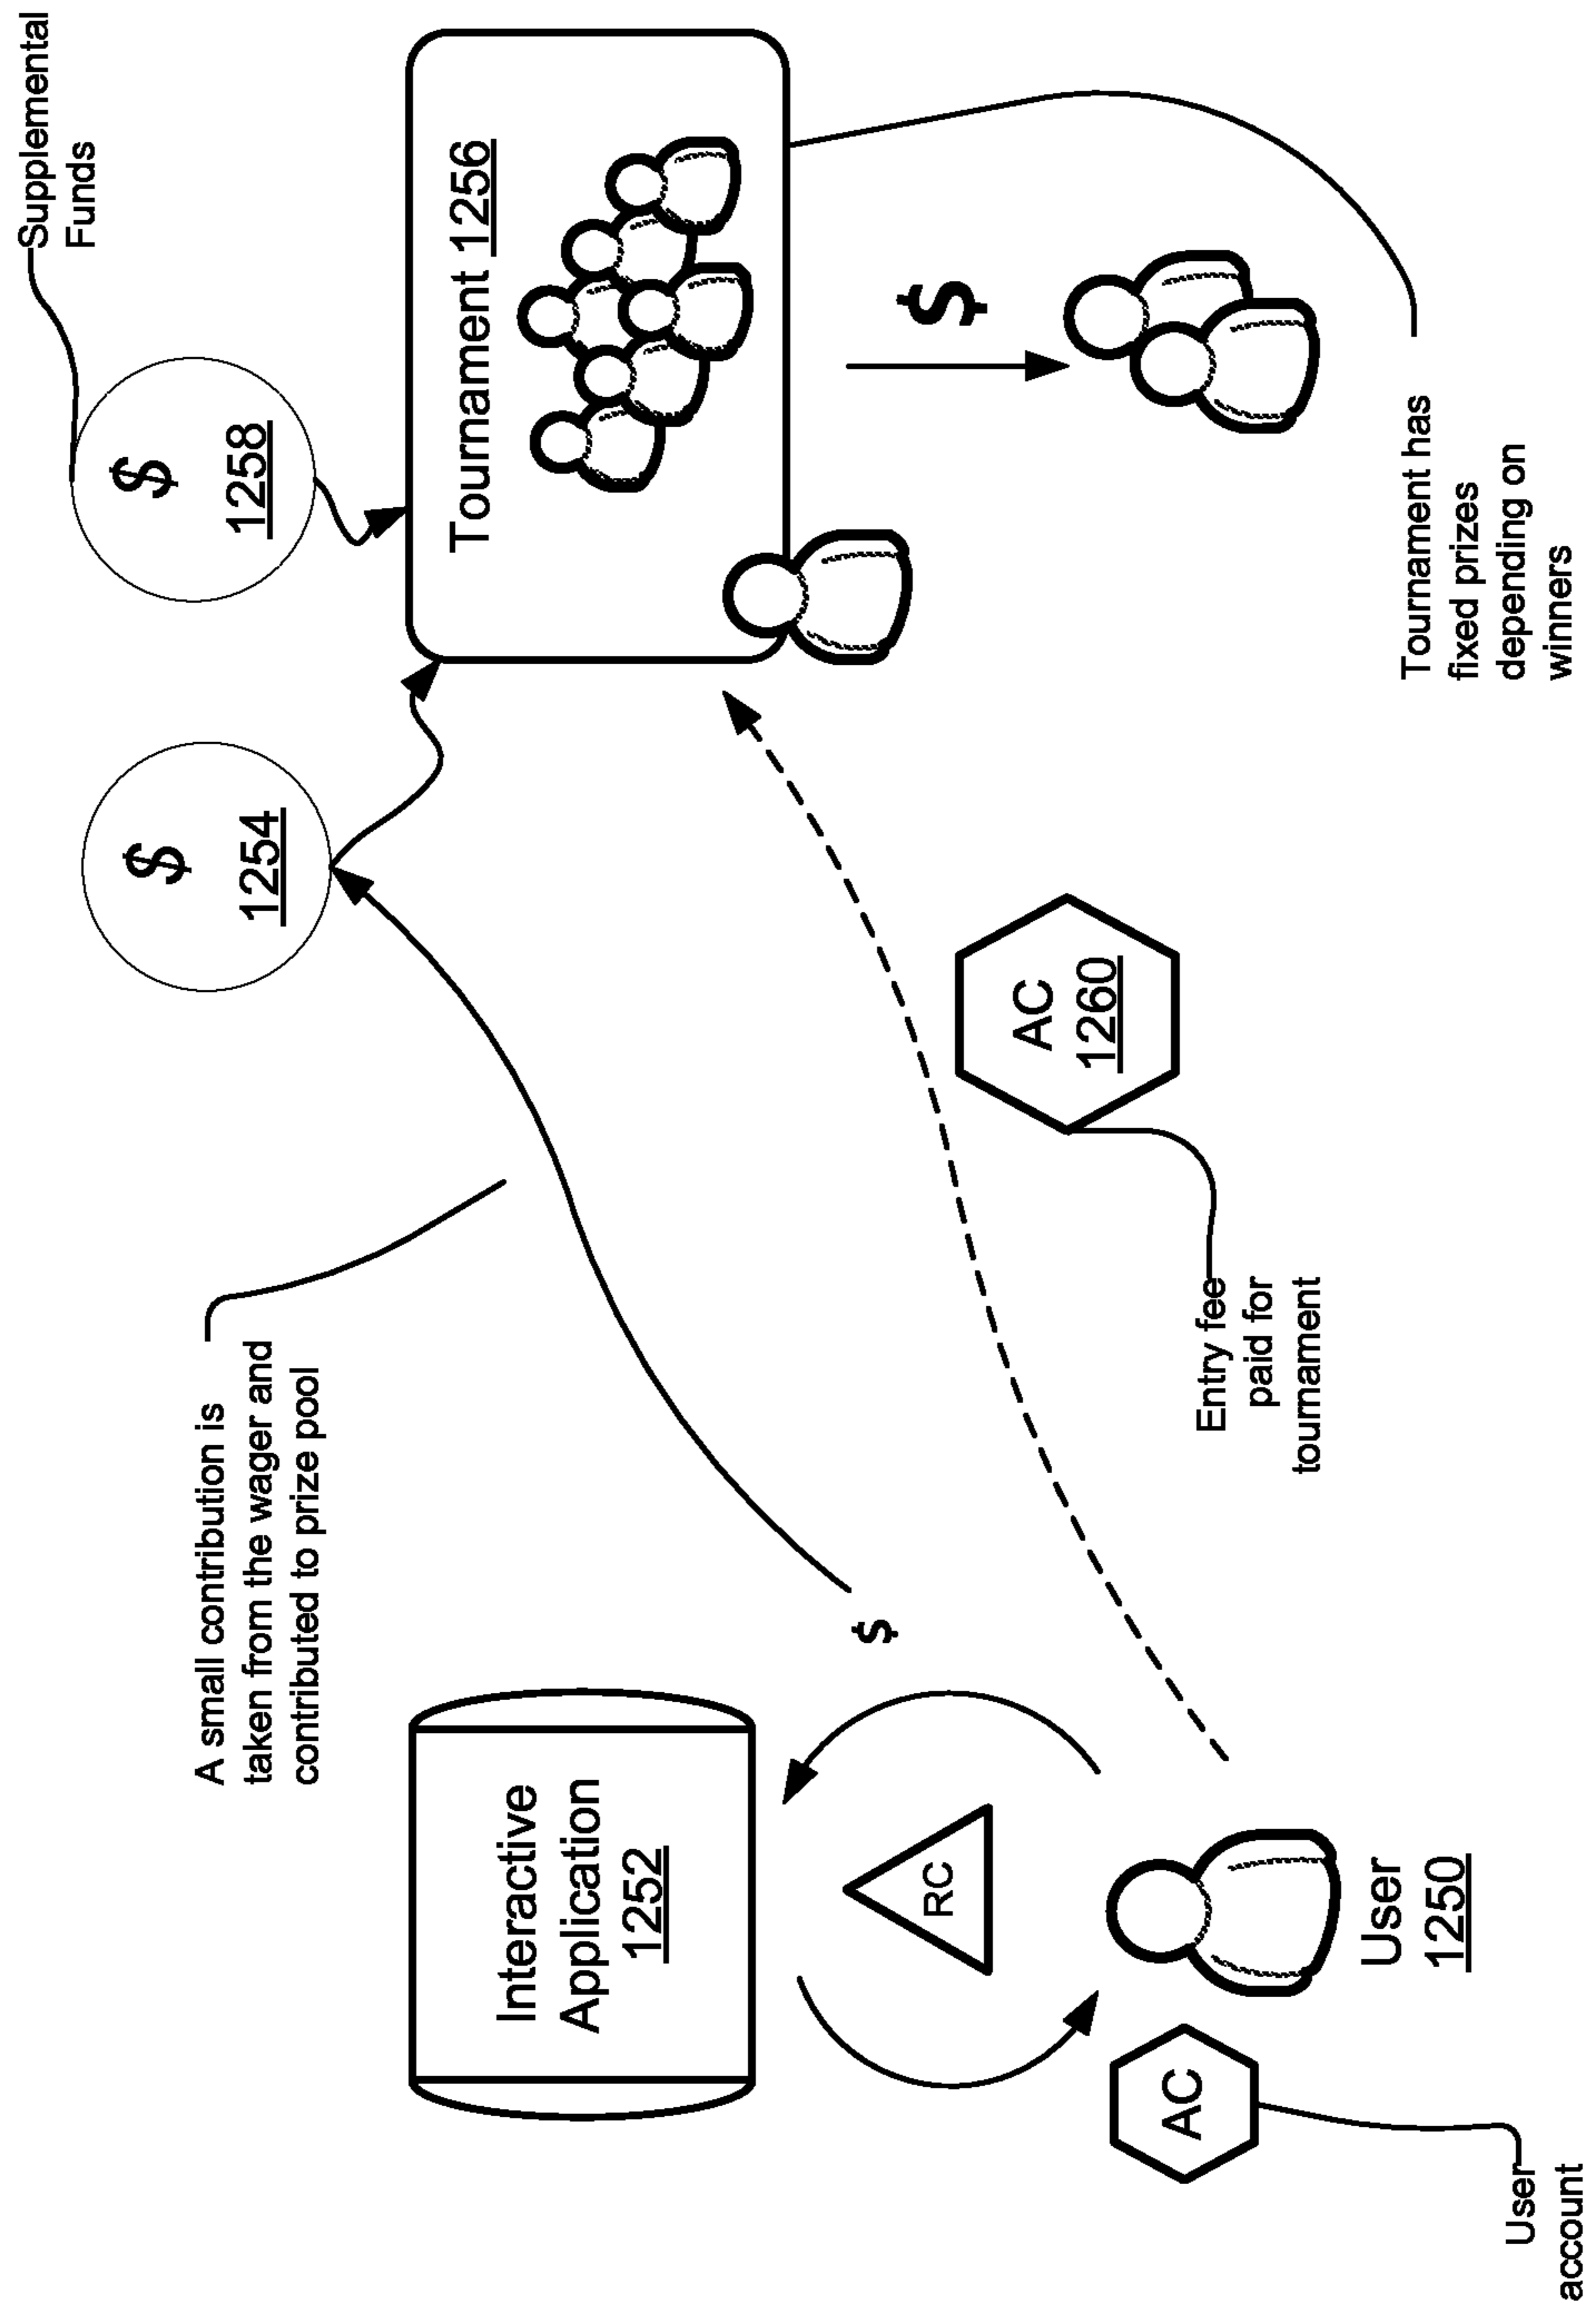 Supplemental
Funds
$
1258
$
1254
A small contribution is
taken from the wager and
contributed to prize pool
Tournament 1256
Interactive
Application
1252
$
$
RC
AC
1260
Entry fee
paid for
tournament
AC
User
1250
User
account
Tournament has
fixed prizes
depending on
winners